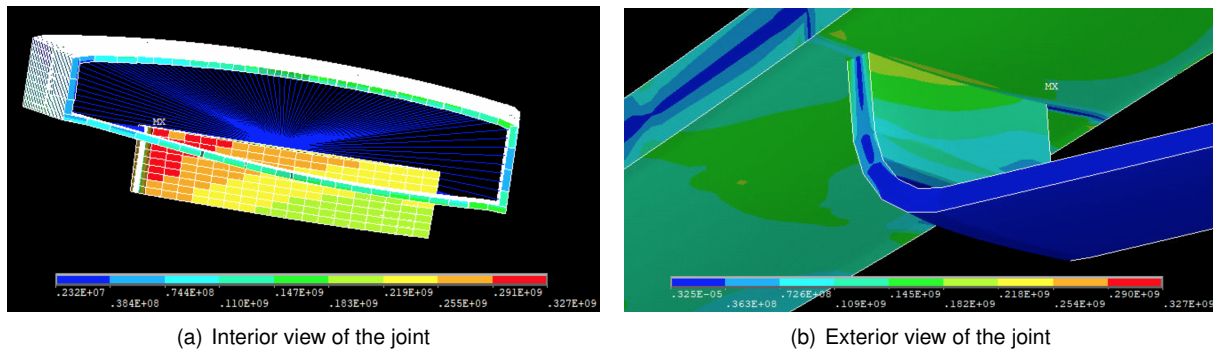 MX
.232E+07 .744E+08 .147E+09 .219E+09 .291E+09
.384E+08 .110E+09 .183E+09 .255E+09 .327E+09
(a) Interior view of the joint
MX
.325E-05 .726E+08 .145E+09 .218E+09 .290E+09
.363E+08 .109E+09 .182E+09 .254E+09 .327E+09
(b) Exterior view of the joint